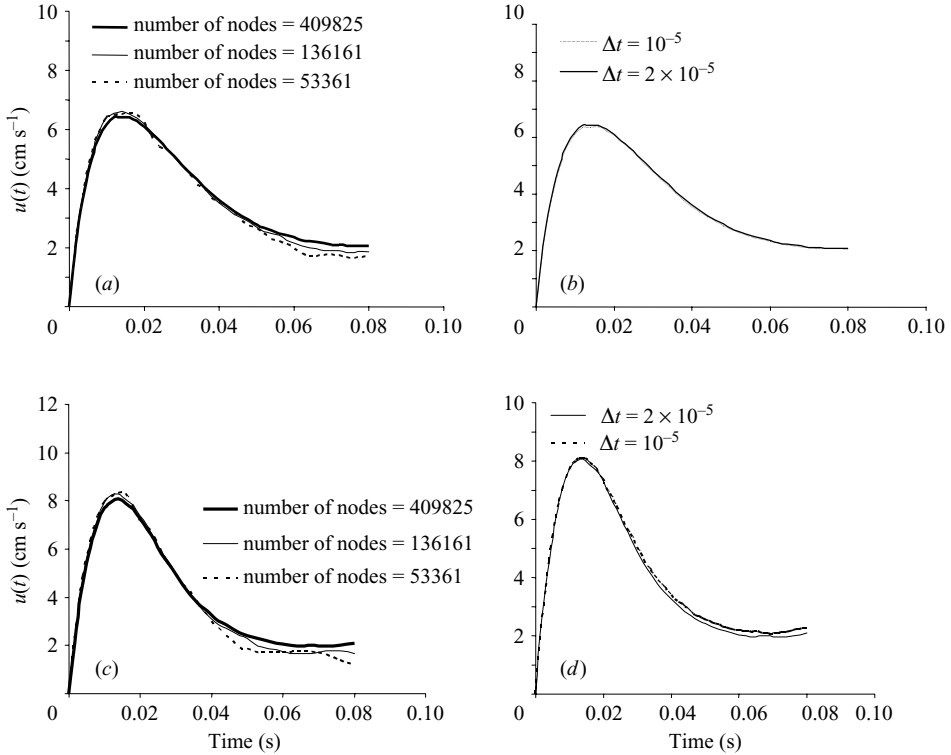 10
8
6
4
2
0
0.02
0.04
0.06
0.08
0.10
u(t) (cm s⁻¹)
number of nodes = 409825
number of nodes = 136161
number of nodes = 53361
(a)
10
8
6
4
2
0
0.02
0.04
0.06
0.08
0.10
Δt = 10⁻⁵
Δt = 2 × 10⁻⁵
(b)
12
10
8
6
4
2
0
0.02
0.04
0.06
0.08
0.10
u(t) (cm s⁻¹)
number of nodes = 409825
number of nodes = 136161
number of nodes = 53361
(c)
Time (s)
10
8
6
4
2
0
0.02
0.04
0.06
0.08
0.10
Δt = 2 × 10⁻⁵
Δt = 10⁻⁵
(d)
Time (s)